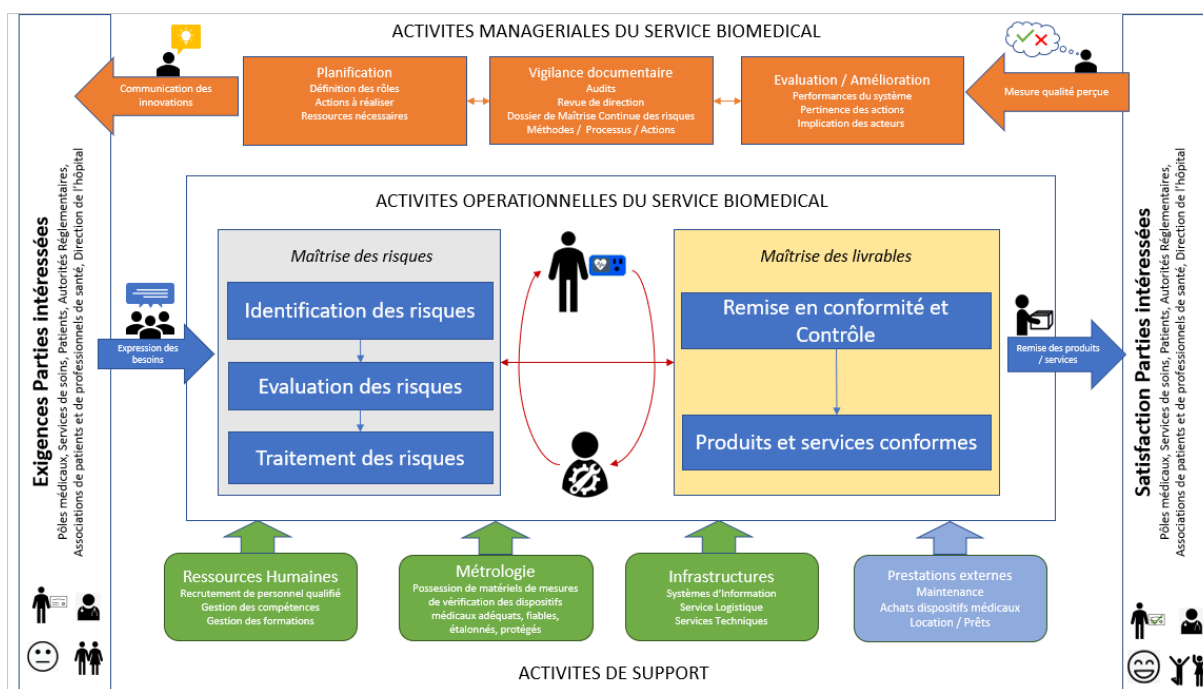 ACTIVITES MANAGERIALES DU SERVICE BIOMEDICAL
Communication des
innovations
Planification
Définition des rôles
Actions à réaliser
Ressources nécessaires
Vigilance documentaire
Audits
Revue de direction
Dossier de Maîtrise Continue des risques
Méthodes / Processus / Actions
Evaluation / Amélioration
Performances du système
Pertinence des actions
Implication des acteurs
Mesure qualité perçue
Exigences Parties intéressées
Pôles médicaux, Services de soins, Patients, Autorités Réglementaires,
Associations de patients et de professionnels de santé, Direction de l'hôpital
Expression des
besoins
ACTIVITES OPERATIONNELLES DU SERVICE BIOMEDICAL
Maîtrise des risques
Identification des risques
Evaluation des risques
Traitement des risques
Maîtrise des livrables
Remise en conformité et
Contrôle
Produits et services conformes
Remise des produits
/ services
Satisfaction Parties intéressées
Pôles médicaux, Services de soins, Patients, Autorités Réglementaires,
Associations de patients et de professionnels de santé, Direction de l'hôpital
Ressources Humaines
Recrutement de personnel qualifié
Gestion des compétences
Gestion des formations
Métrologie
Possession de matériels de mesures
de vérification des dispositifs
médicaux adéquats, fiables,
étalonnés, protégés
Infrastructures
Systèmes d'Information
Service Logistique
Services Techniques
Prestations externes
Maintenance
Achats dispositifs médicaux
Location / Prêts
ACTIVITES DE SUPPORT